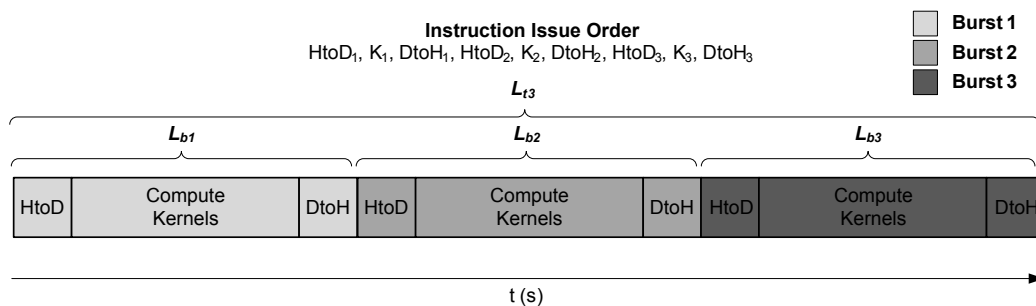 Instruction Issue Order
HtoD₁, K₁, DtoH₁, HtoD₂, K₂, DtoH₂, HtoD₃, K₃, DtoH₃
Burst 1
Burst 2
Burst 3
Lt3
Lb1
Lb2
Lb3
HtoD
Compute
Kernels
DtoH
HtoD
Compute
Kernels
DtoH
HtoD
Compute
Kernels
DtoH
t (s)